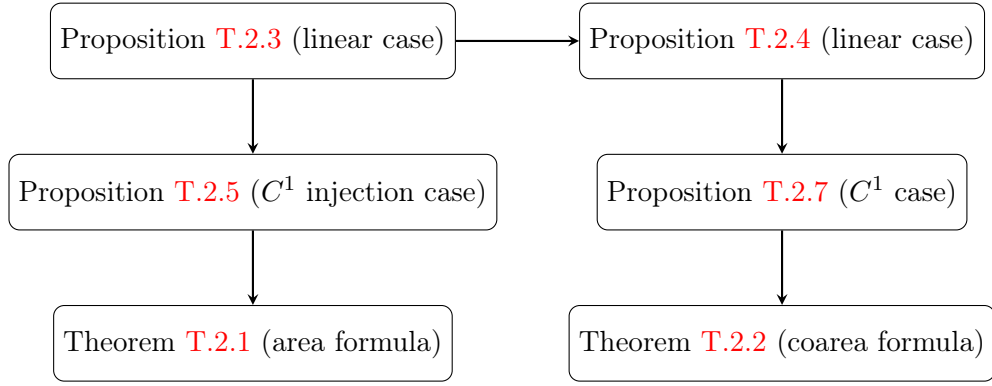 Proposition T.2.3 (linear case)
Proposition T.2.4 (linear case)
Proposition T.2.5 (C¹ injection case)
Proposition T.2.7 (C¹ case)
Theorem T.2.1 (area formula)
Theorem T.2.2 (coarea formula)